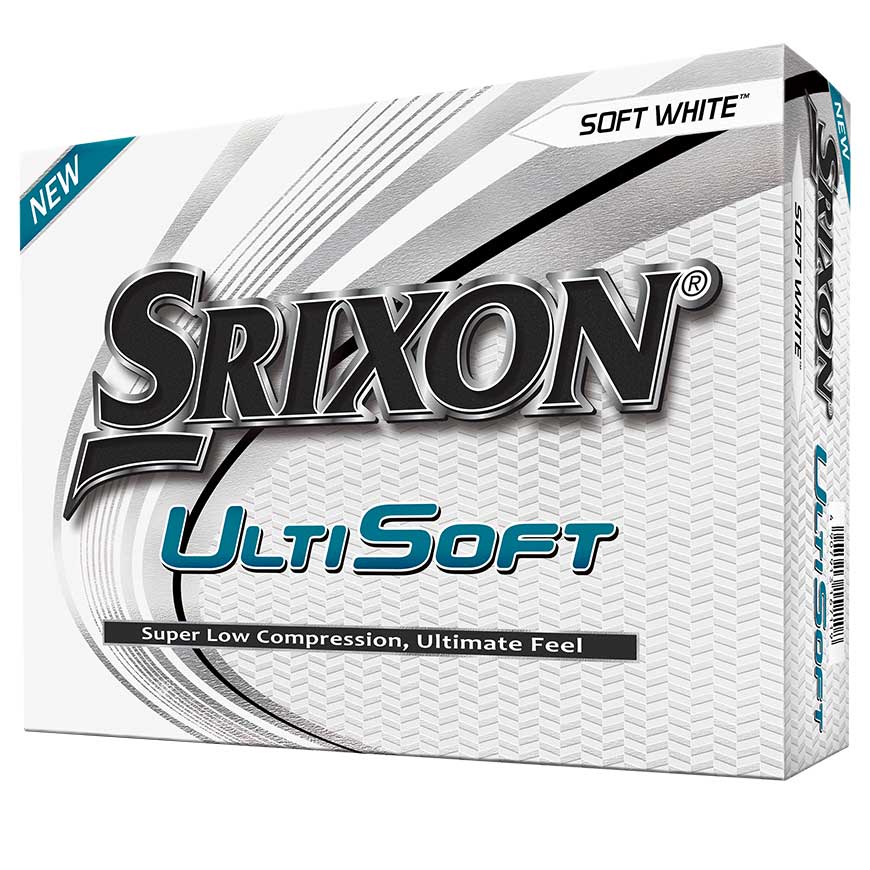 NEW
SOFT WHITE™
SRIXON®
ULTISOFT
Super Low Compression, Ultimate Feel
NEW
SOFT WHITE™
SRIXON®
ULTISOFT